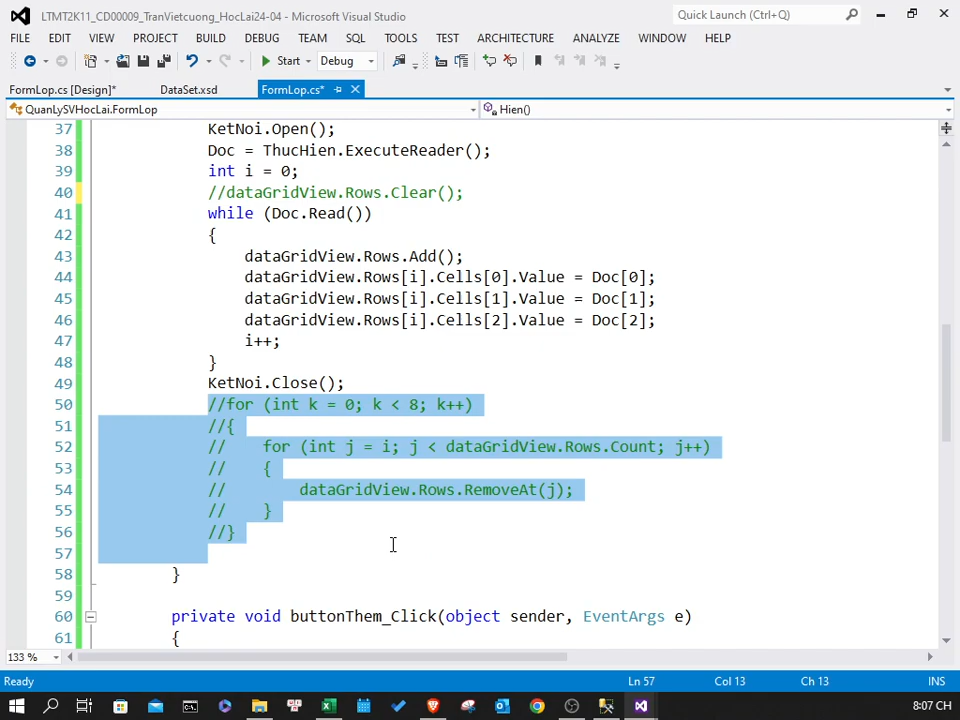 LTMT2K11_CD00009_TranVietcuong_HocLai24-04 - Microsoft Visual Studio
Quick Launch (Ctrl+Q)
FILE EDIT VIEW PROJECT BUILD DEBUG TEAM SQL TOOLS TEST ARCHITECTURE ANALYZE WINDOW HELP
Start Debug
FormLop.cs [Design]* DataSet.xsd FormLop.cs*
QuanLySVHocLai.FormLop Hien()
37 KetNoi.Open();
38 Doc = ThucHien.ExecuteReader();
39 int i = 0;
40 //dataGridView.Rows.Clear();
41 while (Doc.Read())
42 {
43 dataGridView.Rows.Add();
44 dataGridView.Rows[i].Cells[0].Value = Doc[0];
45 dataGridView.Rows[i].Cells[1].Value = Doc[1];
46 dataGridView.Rows[i].Cells[2].Value = Doc[2];
47 i++;
48 }
49 KetNoi.Close();
50 //for (int k = 0; k < 8; k++)
51 //{
52 // for (int j = i; j < dataGridView.Rows.Count; j++)
53 // {
54 // dataGridView.Rows.RemoveAt(j);
55 // }
56 //}
57
58 }
59
60 private void buttonThem_Click(object sender, EventArgs e)
61 {
133 %
Ready Ln 57 Col 13 Ch 13 INS
8:07 CH